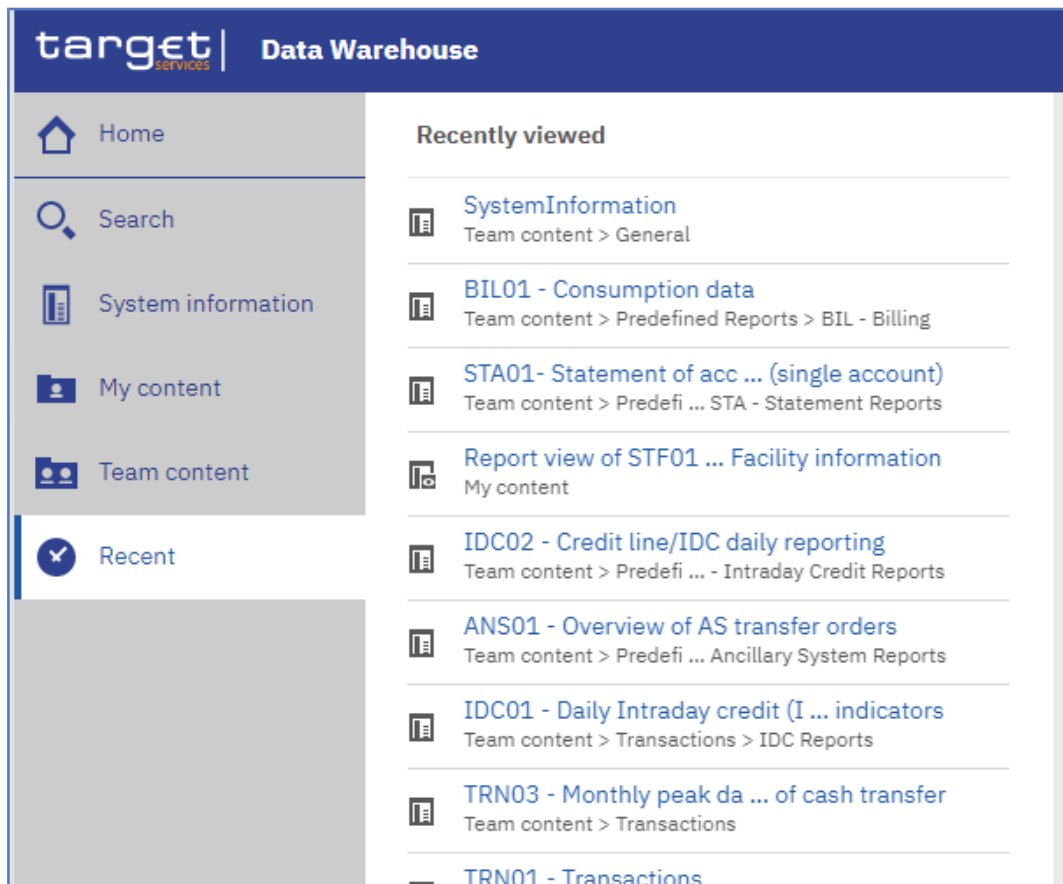 target services | Data Warehouse
Home
Search
System information
My content
Team content
Recent
Recently viewed
SystemInformation
Team content > General
BIL01 - Consumption data
Team content > Predefined Reports > BIL - Billing
STA01- Statement of acc ... (single account)
Team content > Predefi ... STA - Statement Reports
Report view of STF01 ... Facility information
My content
IDC02 - Credit line/IDC daily reporting
Team content > Predefi ... - Intraday Credit Reports
ANS01 - Overview of AS transfer orders
Team content > Predefi ... Ancillary System Reports
IDC01 - Daily Intraday credit (I ... indicators
Team content > Transactions > IDC Reports
TRN03 - Monthly peak da ... of cash transfer
Team content > Transactions
TRN01 - Transactions